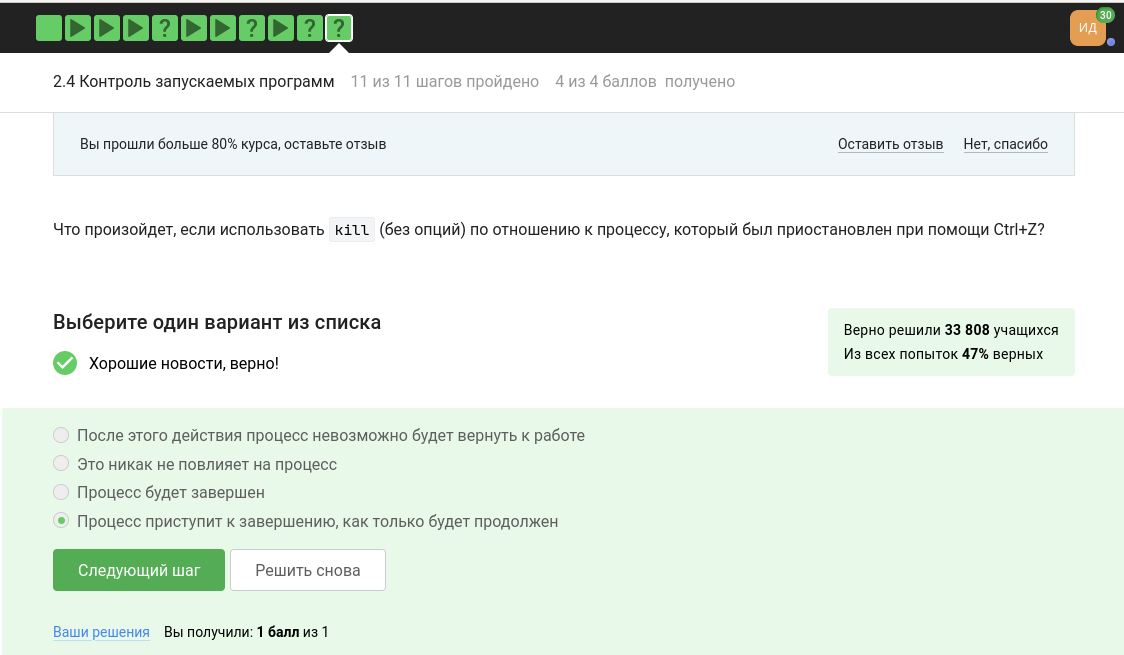 ? ? ? ?
ИД 30
2.4 Контроль запускаемых программ 11 из 11 шагов пройдено 4 из 4 баллов получено
Вы прошли больше 80% курса, оставьте отзыв Оставить отзыв Нет, спасибо
Что произойдет, если использовать kill (без опций) по отношению к процессу, который был приостановлен при помощи Ctrl+Z?
Выберите один вариант из списка
Верно решили 33 808 учащихся
Из всех попыток 47% верных
Хорошие новости, верно!
После этого действия процесс невозможно будет вернуть к работе
Это никак не повлияет на процесс
Процесс будет завершен
Процесс приступит к завершению, как только будет продолжен
Следующий шаг Решить снова
Ваши решения Вы получили: 1 балл из 1